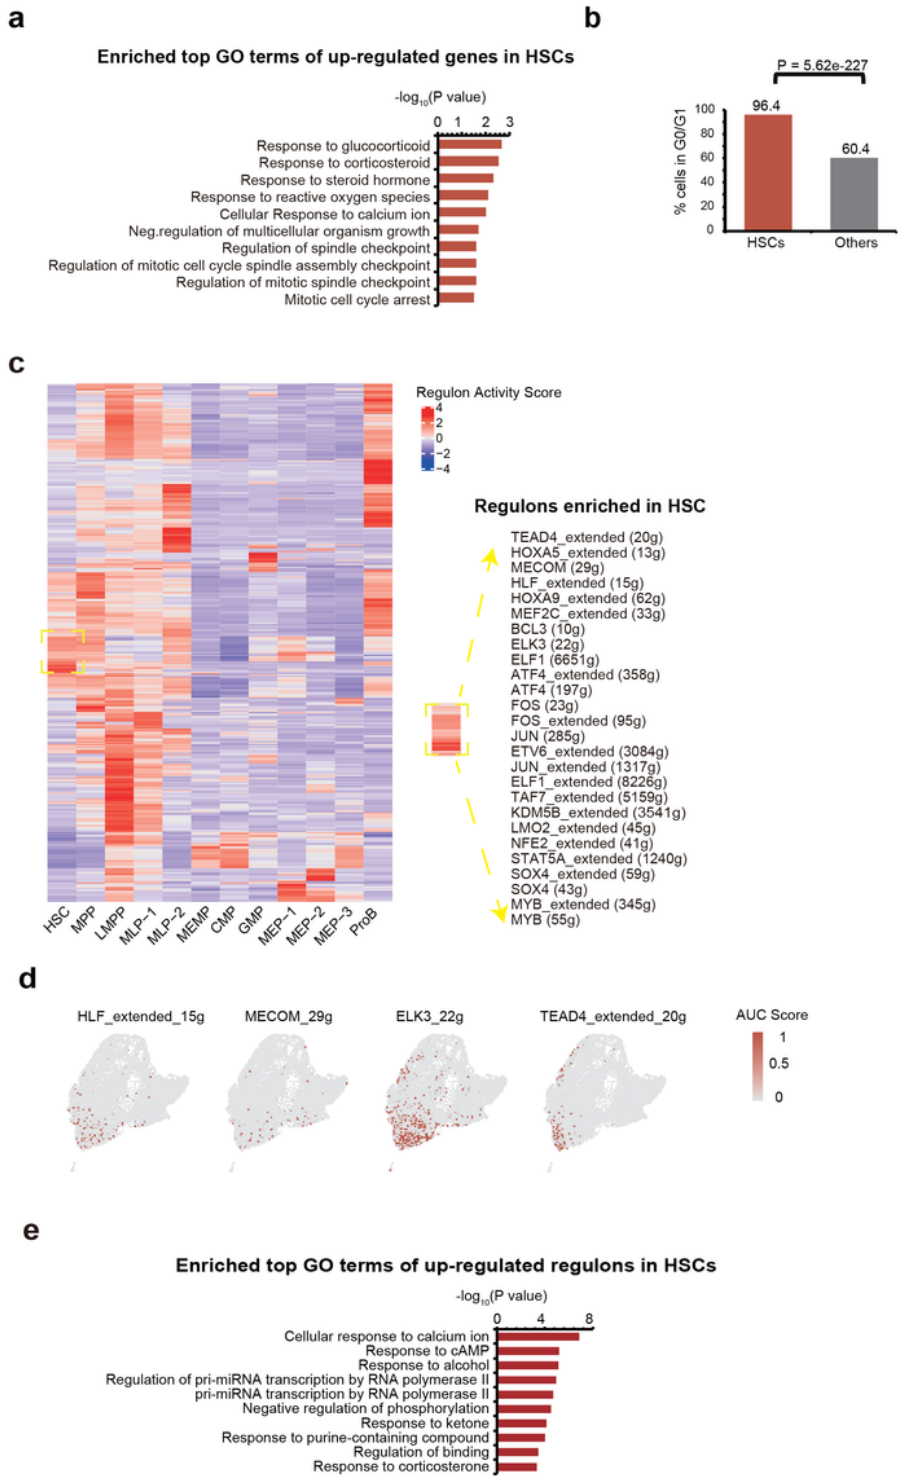 a
Enriched top GO terms of up-regulated genes in HSCs
-log10(P value)
0 1 2 3
Response to glucocorticoid
Response to corticosteroid
Response to steroid hormone
Response to reactive oxygen species
Cellular Response to calcium ion
Neg.regulation of multicellular organism growth
Regulation of spindle checkpoint
Regulation of mitotic cell cycle spindle assembly checkpoint
Regulation of mitotic spindle checkpoint
Mitotic cell cycle arrest
b
P = 5.62e-227
% cells in G0/G1
100
80
60
40
20
0
96.4
60.4
HSCs Others
c
Regulon Activity Score
4
2
0
−2
−4
HSC
MPP
LMPP
MLP−1
MLP−2
MEMP
CMP
GMP
MEP−1
MEP−2
MEP−3
ProB
Regulons enriched in HSC
TEAD4_extended (20g)
HOXA5_extended (13g)
MECOM (29g)
HLF_extended (15g)
HOXA9_extended (62g)
MEF2C_extended (33g)
BCL3 (10g)
ELK3 (22g)
ELF1 (6651g)
ATF4_extended (358g)
ATF4 (197g)
FOS (23g)
FOS_extended (95g)
JUN (285g)
ETV6_extended (3084g)
JUN_extended (1317g)
ELF1_extended (8226g)
TAF7_extended (5159g)
KDM5B_extended (3541g)
LMO2_extended (45g)
NFE2_extended (41g)
STAT5A_extended (1240g)
SOX4_extended (59g)
SOX4 (43g)
MYB_extended (345g)
MYB (55g)
d
HLF_extended_15g
MECOM_29g
ELK3_22g
TEAD4_extended_20g
AUC Score
1
0.5
0
e
Enriched top GO terms of up-regulated regulons in HSCs
-log10(P value)
0 4 8
Cellular response to calcium ion
Response to cAMP
Response to alcohol
Regulation of pri-miRNA transcription by RNA polymerase II
pri-miRNA transcription by RNA polymerase II
Negative regulation of phosphorylation
Response to ketone
Response to purine-containing compound
Regulation of binding
Response to corticosterone